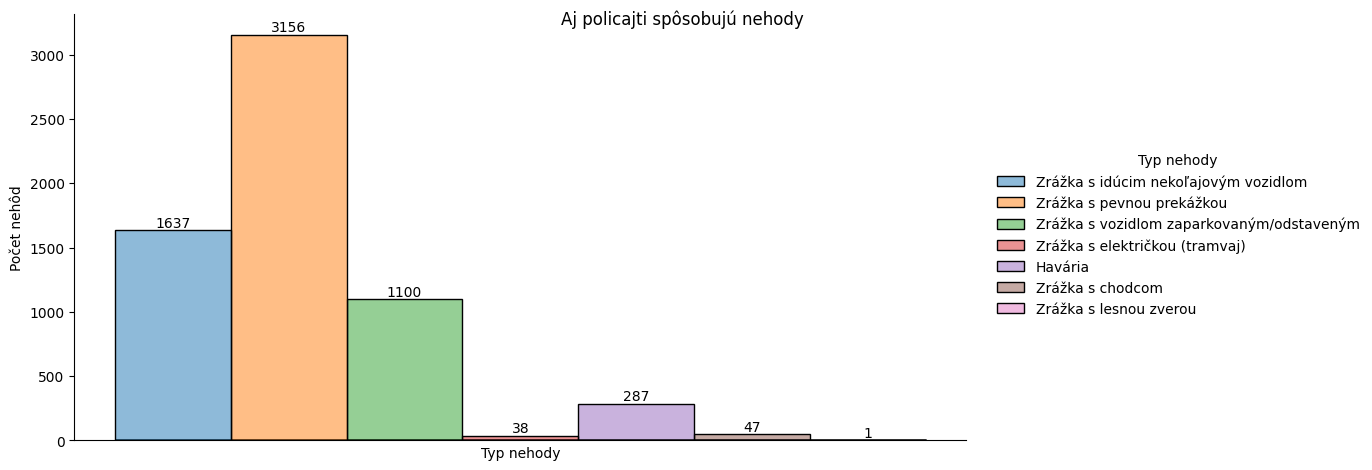 Aj policajti spôsobujú nehody
Počet nehôd
3000
2500
2000
1500
1000
500
0
1637
3156
1100
38
287
47
1
Typ nehody
Typ nehody
Zrážka s idúcim nekoľajovým vozidlom
Zrážka s pevnou prekážkou
Zrážka s vozidlom zaparkovaným/odstaveným
Zrážka s električkou (tramvaj)
Havária
Zrážka s chodcom
Zrážka s lesnou zverou